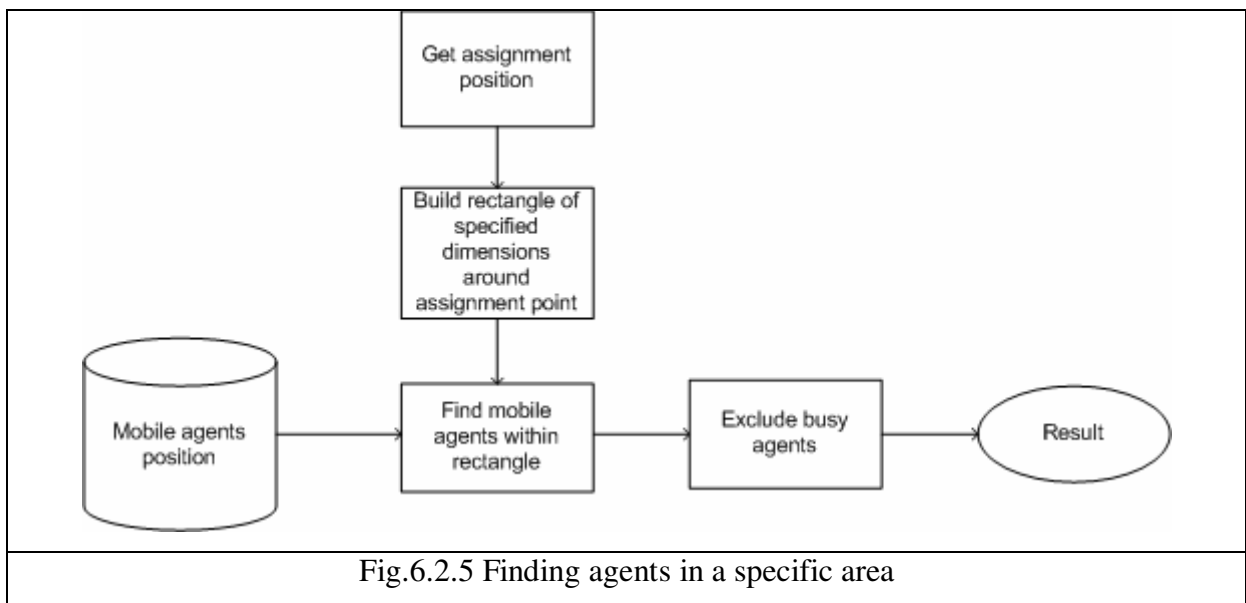 Get assignment
position
Build rectangle of
specified
dimensions
around
assignment point
Mobile agents
position
Find mobile
agents within
rectangle
Exclude busy
agents
Result
Fig.6.2.5 Finding agents in a specific area